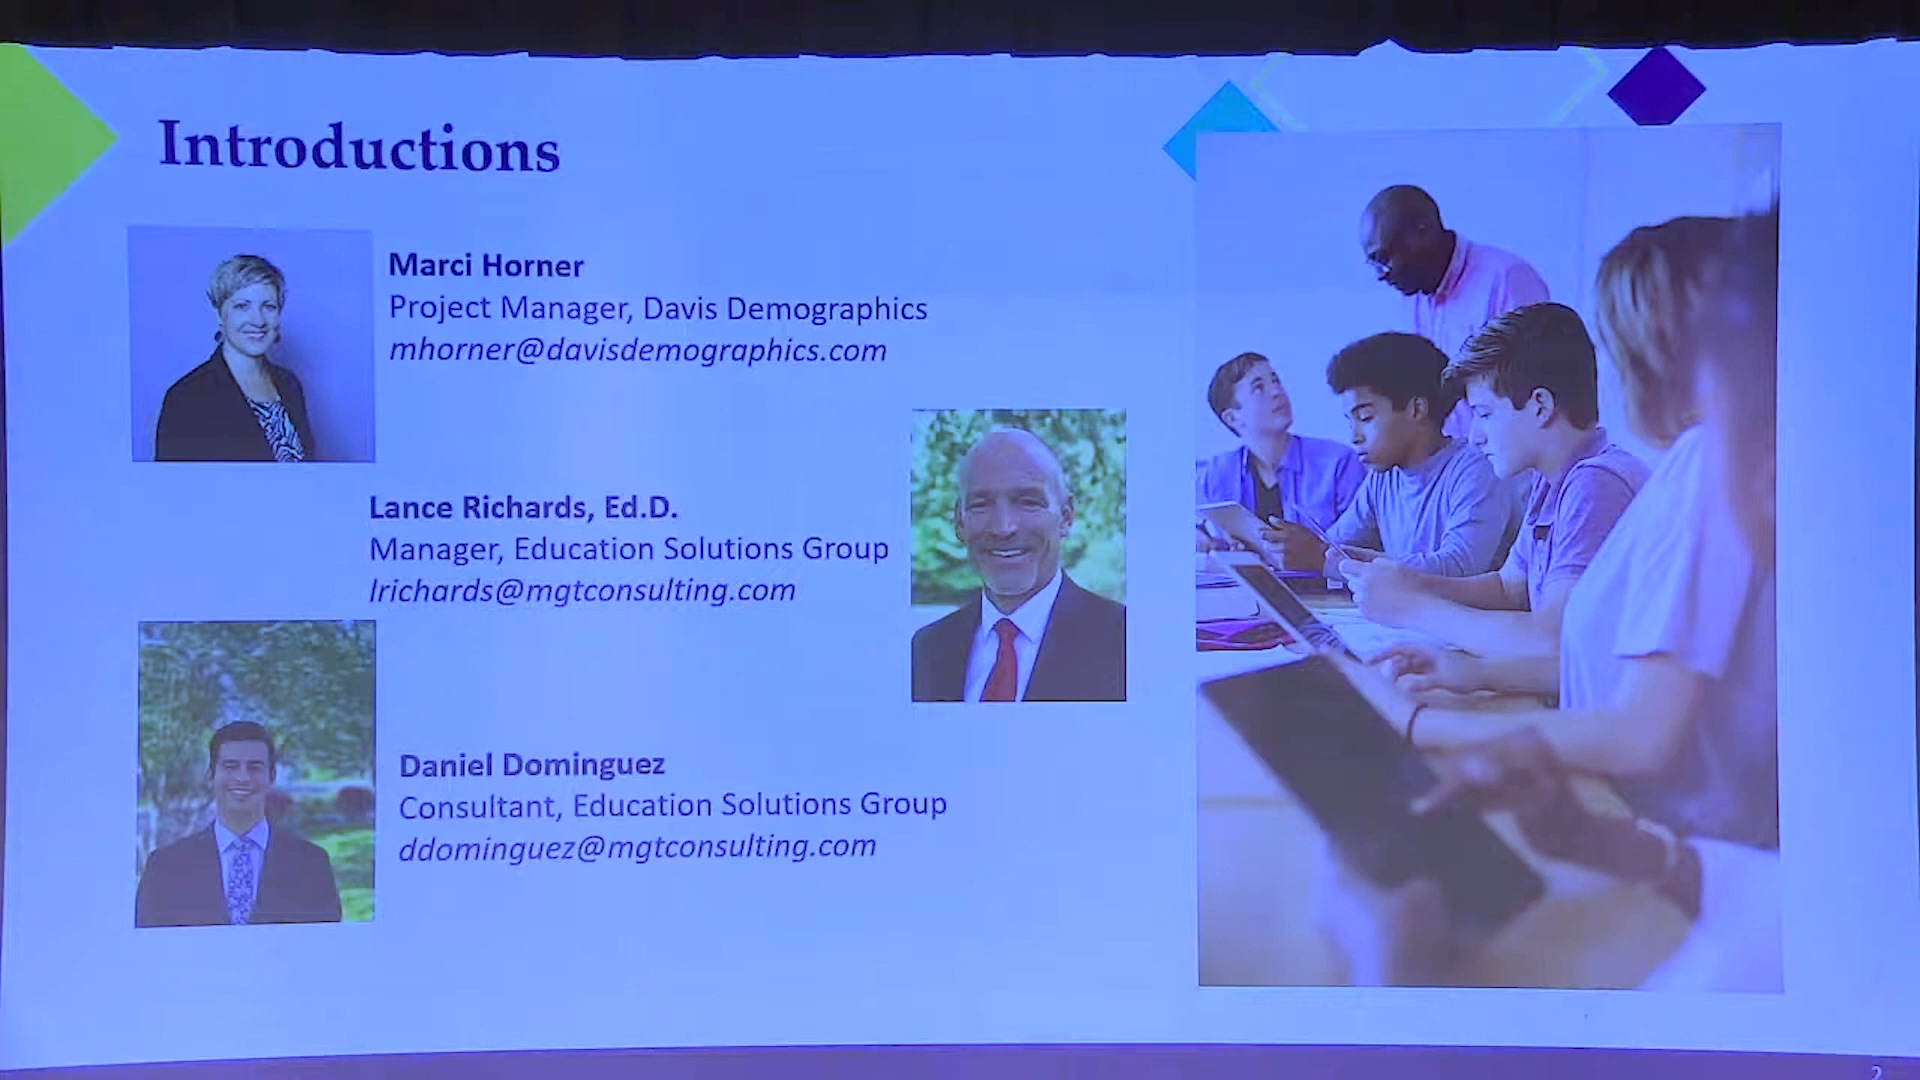 Introductions
Marci Horner
Project Manager, Davis Demographics
mhorner@davisdemographics.com
Lance Richards, Ed.D.
Manager, Education Solutions Group
lrichards@mgtconsulting.com
Daniel Dominguez
Consultant, Education Solutions Group
ddominguez@mgtconsulting.com
2